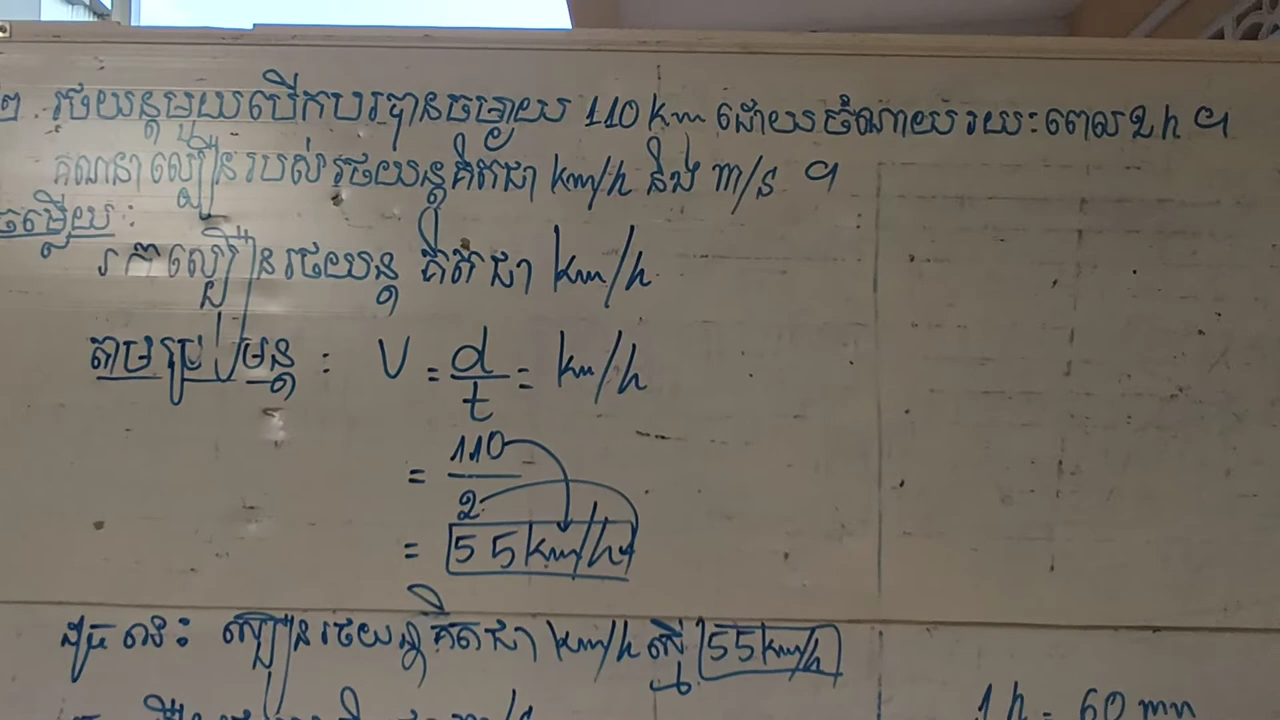 ២. រថយន្តមួយបើកបរបានចម្ងាយ 110 km ដោយចំណាយរយៈពេល 2 h ។
គណនាល្បឿនរបស់រថយន្តគិតជា km/h និង m/s ។
ចម្លើយ :
រកល្បឿនរថយន្ត គិតជា km/h
តាមរូបមន្ត : V = d/t = km/h
= 110/2
= 55 km/h
ដូចនេះ: ល្បឿនរថយន្តគិតជា km/h ស្មើ 55 km/h
1 h = 60 mn